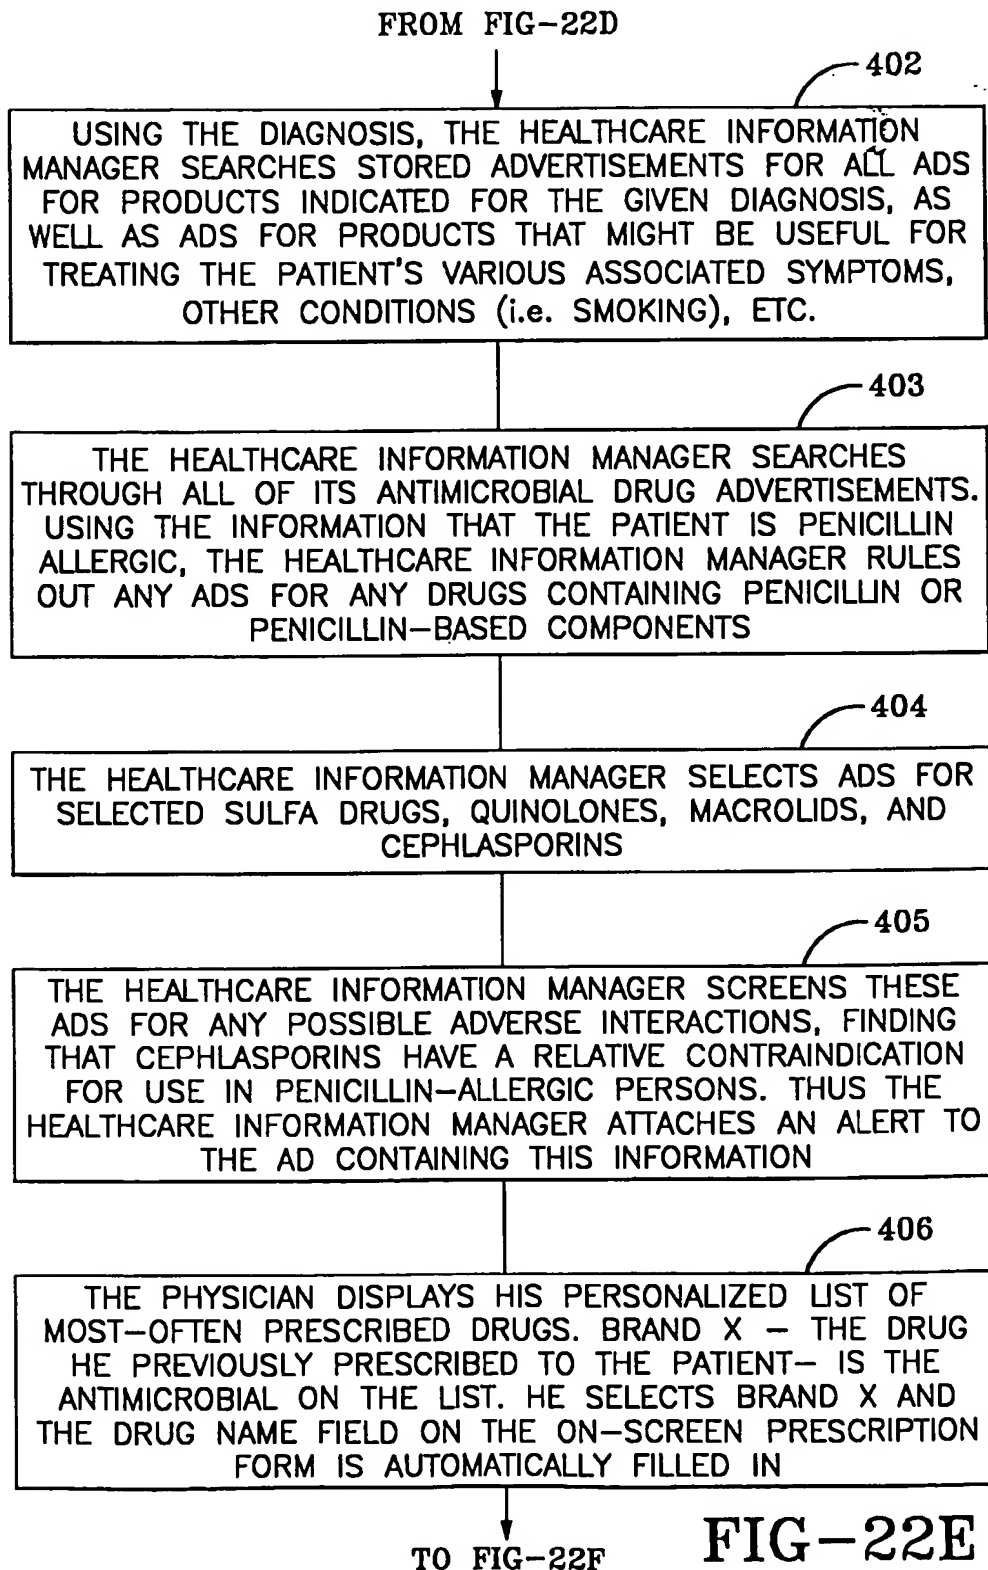 FROM FIG-22D
402
USING THE DIAGNOSIS, THE HEALTHCARE INFORMATION
MANAGER SEARCHES STORED ADVERTISEMENTS FOR ALL ADS
FOR PRODUCTS INDICATED FOR THE GIVEN DIAGNOSIS, AS
WELL AS ADS FOR PRODUCTS THAT MIGHT BE USEFUL FOR
TREATING THE PATIENT'S VARIOUS ASSOCIATED SYMPTOMS,
OTHER CONDITIONS (i.e. SMOKING), ETC.
403
THE HEALTHCARE INFORMATION MANAGER SEARCHES
THROUGH ALL OF ITS ANTIMICROBIAL DRUG ADVERTISEMENTS.
USING THE INFORMATION THAT THE PATIENT IS PENICILLIN
ALLERGIC, THE HEALTHCARE INFORMATION MANAGER RULES
OUT ANY ADS FOR ANY DRUGS CONTAINING PENICILLIN OR
PENICILLIN-BASED COMPONENTS
404
THE HEALTHCARE INFORMATION MANAGER SELECTS ADS FOR
SELECTED SULFA DRUGS, QUINOLONES, MACROLIDS, AND
CEPHLASPORINS
405
THE HEALTHCARE INFORMATION MANAGER SCREENS THESE
ADS FOR ANY POSSIBLE ADVERSE INTERACTIONS, FINDING
THAT CEPHLASPORINS HAVE A RELATIVE CONTRAINDICATION
FOR USE IN PENICILLIN-ALLERGIC PERSONS. THUS THE
HEALTHCARE INFORMATION MANAGER ATTACHES AN ALERT TO
THE AD CONTAINING THIS INFORMATION
406
THE PHYSICIAN DISPLAYS HIS PERSONALIZED LIST OF
MOST-OFTEN PRESCRIBED DRUGS. BRAND X - THE DRUG
HE PREVIOUSLY PRESCRIBED TO THE PATIENT- IS THE
ANTIMICROBIAL ON THE LIST. HE SELECTS BRAND X AND
THE DRUG NAME FIELD ON THE ON-SCREEN PRESCRIPTION
FORM IS AUTOMATICALLY FILLED IN
TO FIG-22F
FIG-22E